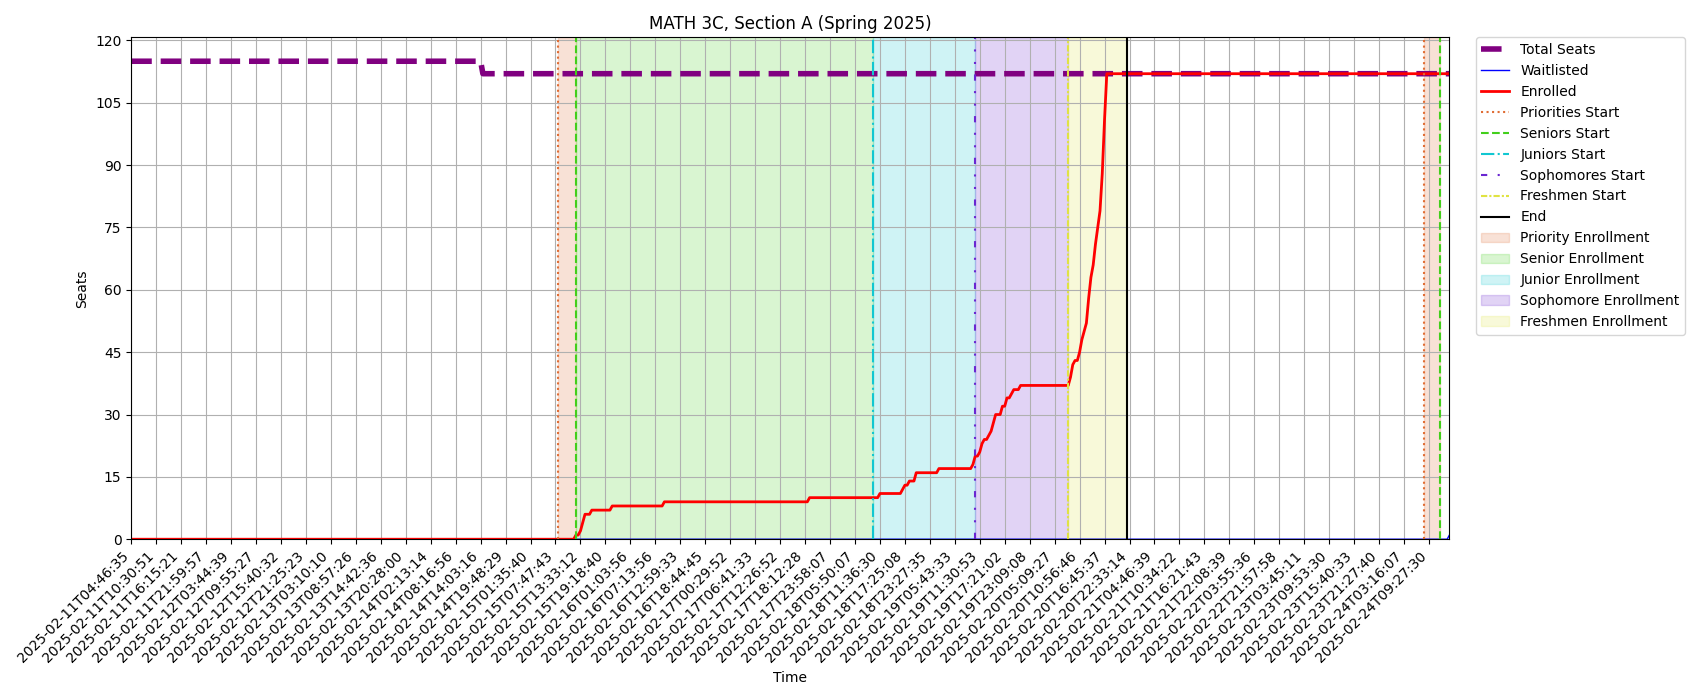 MATH 3C, Section A (Spring 2025)
120
105
90
75
60
45
30
15
0
Seats
Total Seats
Waitlisted
Enrolled
Priorities Start
Seniors Start
Juniors Start
Sophomores Start
Freshmen Start
End
Priority Enrollment
Senior Enrollment
Junior Enrollment
Sophomore Enrollment
Freshmen Enrollment
2025-02-11T04:46:35
2025-02-11T10:30:51
2025-02-11T16:15:21
2025-02-11T21:59:57
2025-02-12T03:44:39
2025-02-12T09:55:27
2025-02-12T15:40:32
2025-02-12T21:25:23
2025-02-13T03:10:10
2025-02-13T08:57:26
2025-02-13T14:42:36
2025-02-13T20:28:00
2025-02-14T02:13:14
2025-02-14T08:16:56
2025-02-14T14:03:16
2025-02-14T19:48:29
2025-02-15T01:35:40
2025-02-15T07:47:43
2025-02-15T13:33:12
2025-02-15T19:18:40
2025-02-16T01:03:56
2025-02-16T07:13:56
2025-02-16T12:59:33
2025-02-16T18:44:45
2025-02-17T00:29:52
2025-02-17T06:41:33
2025-02-17T12:26:52
2025-02-17T18:12:28
2025-02-17T23:58:07
2025-02-18T05:50:07
2025-02-18T11:36:30
2025-02-18T17:25:08
2025-02-18T23:27:35
2025-02-19T05:43:33
2025-02-19T11:30:53
2025-02-19T17:21:02
2025-02-19T23:09:08
2025-02-20T05:09:27
2025-02-20T10:56:46
2025-02-20T16:45:37
2025-02-20T22:33:14
2025-02-21T04:46:39
2025-02-21T10:34:22
2025-02-21T16:21:43
2025-02-21T22:08:39
2025-02-22T03:55:36
2025-02-22T21:57:58
2025-02-23T03:45:11
2025-02-23T09:53:30
2025-02-23T15:40:33
2025-02-23T21:27:40
2025-02-24T03:16:07
2025-02-24T09:27:30
Time